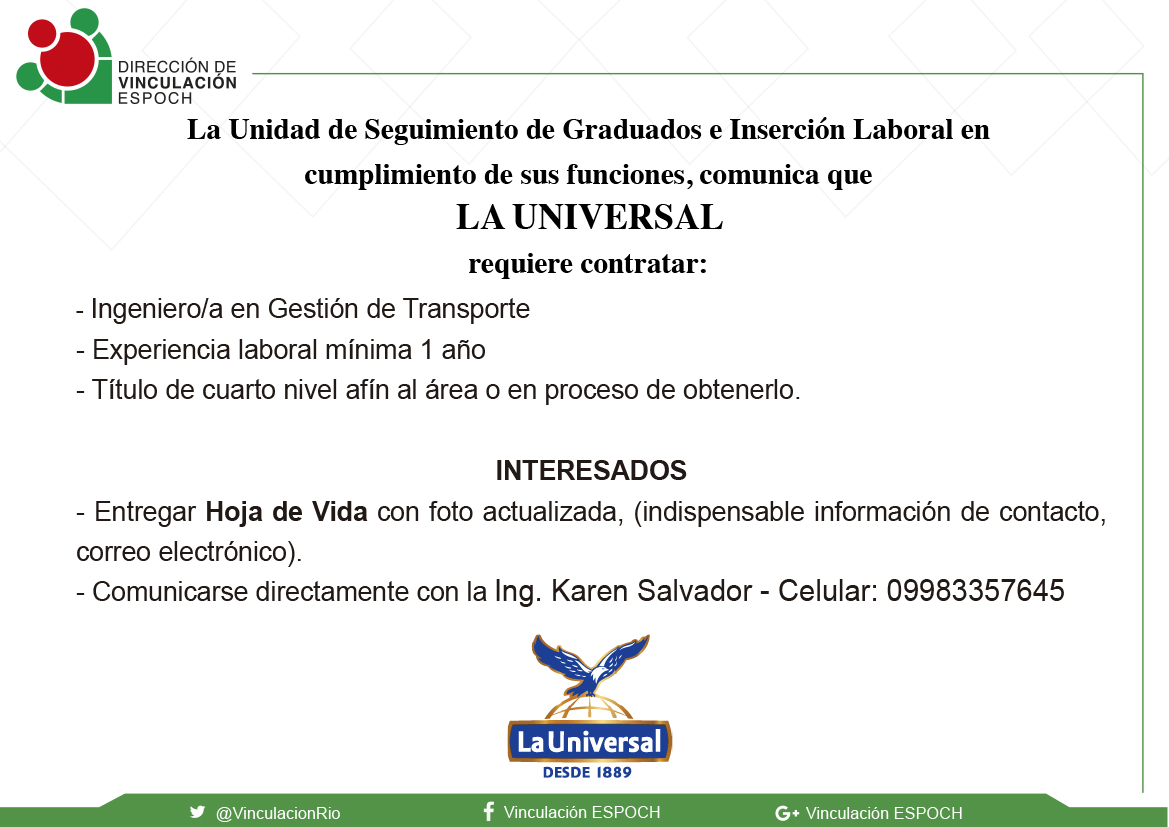 DIRECCIÓN DE
VINCULACIÓN
ESPOCH
La Unidad de Seguimiento de Graduados e Inserción Laboral en
cumplimiento de sus funciones, comunica que
LA UNIVERSAL
requiere contratar:
- Ingeniero/a en Gestión de Transporte
- Experiencia laboral mínima 1 año
- Título de cuarto nivel afín al área o en proceso de obtenerlo.
INTERESADOS
- Entregar Hoja de Vida con foto actualizada, (indispensable información de contacto,
correo electrónico).
- Comunicarse directamente con la Ing. Karen Salvador - Celular: 09983357645
La Universal
DESDE 1889
@VinculacionRio
Vinculación ESPOCH
G+ Vinculación ESPOCH